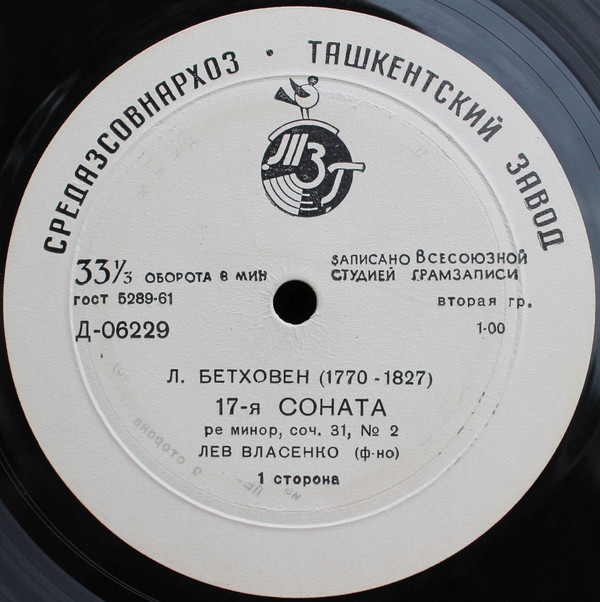 СРЕДАЗСОВНАРХОЗ • ТАШКЕНТСКИЙ ЗАВОД
ТЗГ
33⅓ ОБОРОТА В МИН
ГОСТ 5289-61
Д-06229
ЗАПИСАНО ВСЕСОЮЗНОЙ
СТУДИЕЙ ГРАМЗАПИСИ
вторая гр.
1-00
Л. БЕТХОВЕН (1770 - 1827)
17-я СОНАТА
ре минор, соч. 31, № 2
ЛЕВ ВЛАСЕНКО (ф-но)
1 сторона